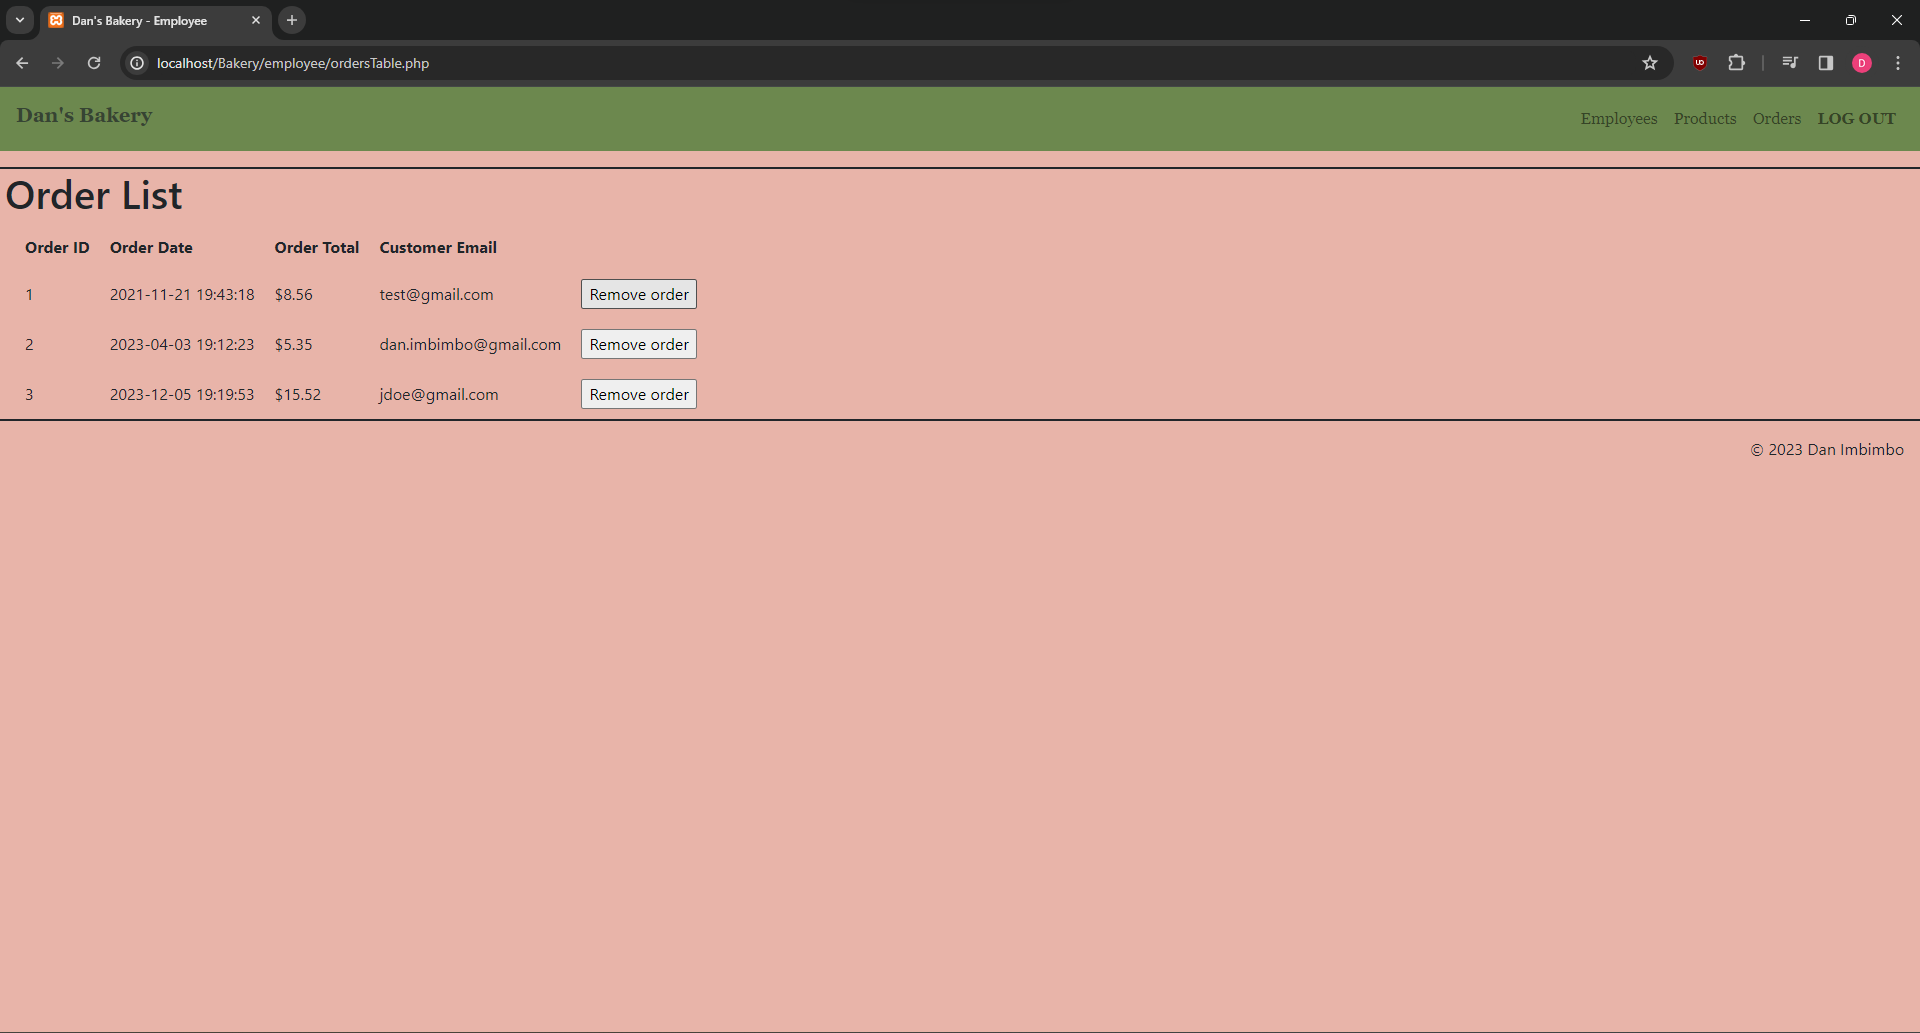 Dan's Bakery - Employee
localhost/Bakery/employee/ordersTable.php
D
Dan's Bakery
Employees Products Orders LOG OUT
Order List
Order ID Order Date Order Total Customer Email
1 2021-11-21 19:43:18 $8.56 test@gmail.com Remove order
2 2023-04-03 19:12:23 $5.35 dan.imbimbo@gmail.com Remove order
3 2023-12-05 19:19:53 $15.52 jdoe@gmail.com Remove order
© 2023 Dan Imbimbo